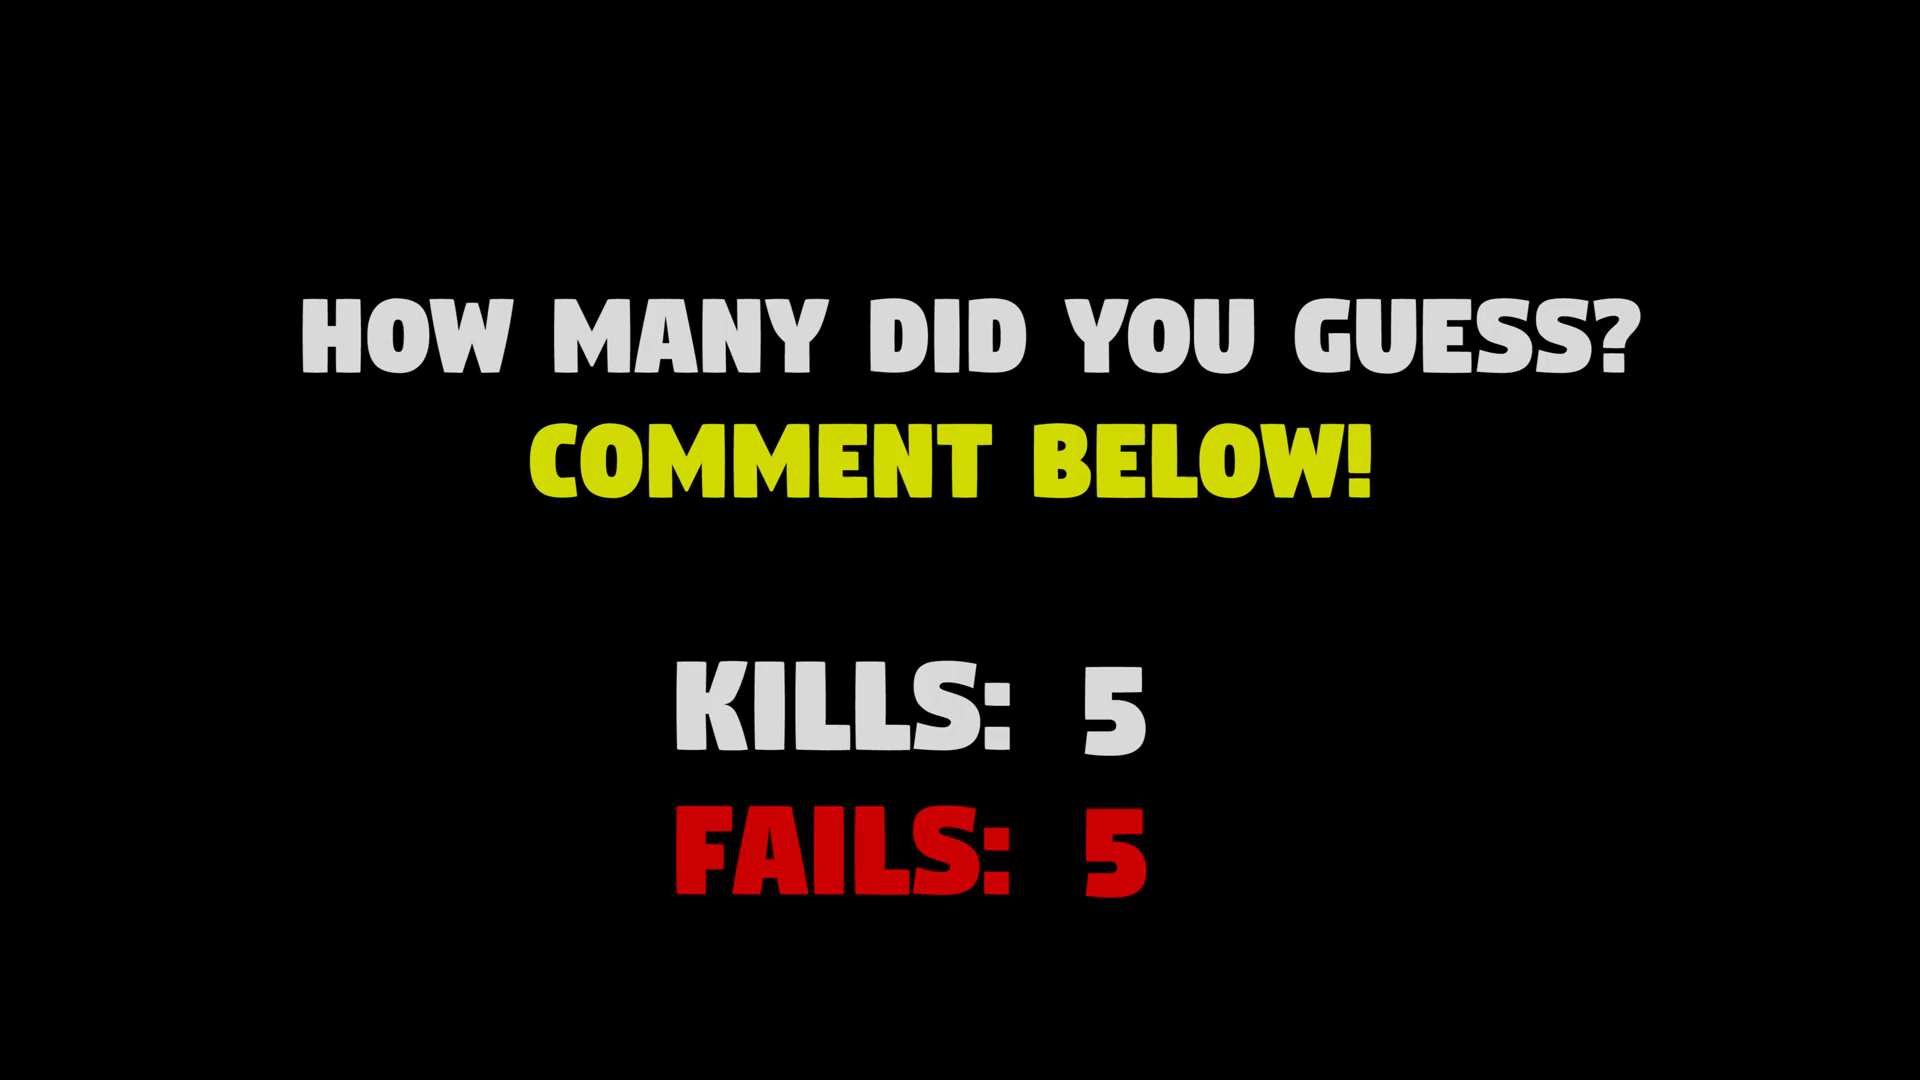 HOW MANY DID YOU GUESS?
COMMENT BELOW!
KILLS: 5
FAILS: 5